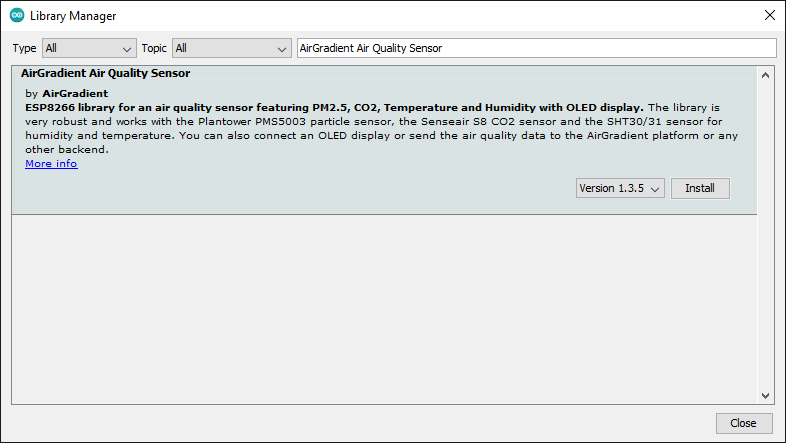 Library Manager
Type All Topic All AirGradient Air Quality Sensor
AirGradient Air Quality Sensor
by AirGradient
ESP8266 library for an air quality sensor featuring PM2.5, CO2, Temperature and Humidity with OLED display. The library is
very robust and works with the Plantower PMS5003 particle sensor, the Senseair S8 CO2 sensor and the SHT30/31 sensor for
humidity and temperature. You can also connect an OLED display or send the air quality data to the AirGradient platform or any
other backend.
More info
Version 1.3.5 Install
Close